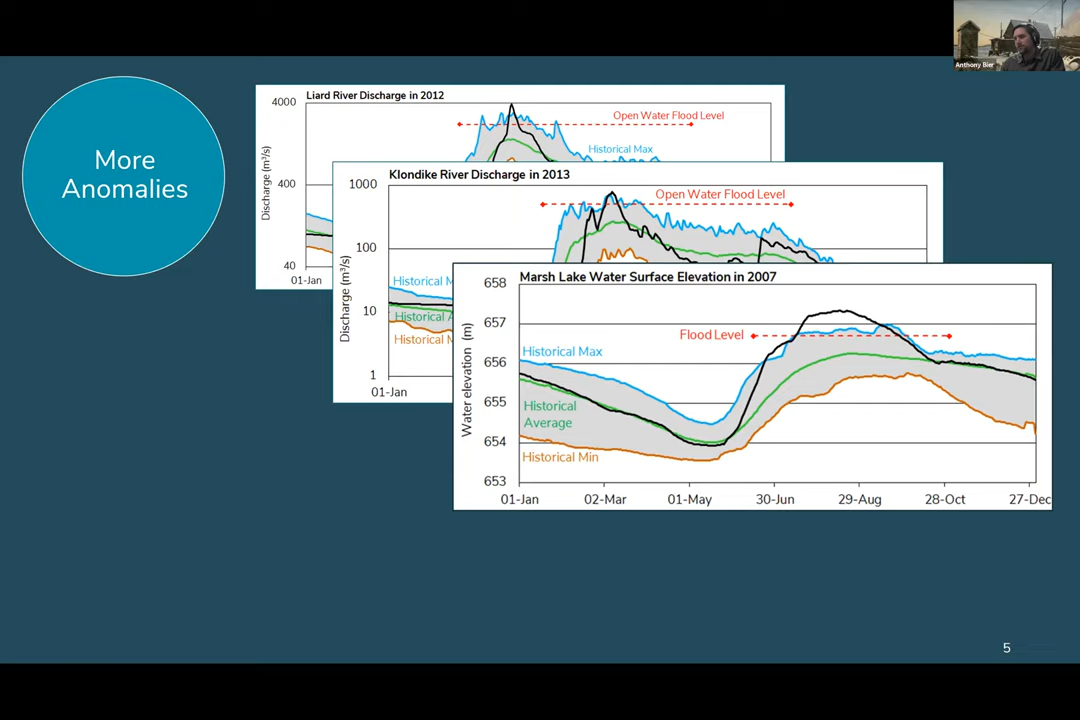 Anthony Bier
More
Anomalies
Liard River Discharge in 2012
4000
400
40
Discharge (m³/s)
01-Jan
Open Water Flood Level
Historical Max
Klondike River Discharge in 2013
1000
100
10
1
Discharge (m³/s)
01-Jan
Open Water Flood Level
Historical M
Historical A
Historical M
Marsh Lake Water Surface Elevation in 2007
658
657
656
655
654
653
Water elevation (m)
Flood Level
Historical Max
Historical
Average
Historical Min
01-Jan
02-Mar
01-May
30-Jun
29-Aug
28-Oct
27-Dec
5